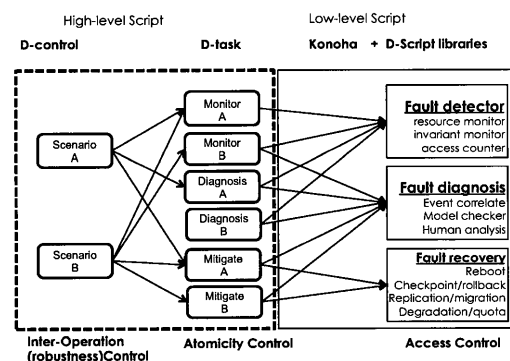 High-level Script
Low-level Script
D-control
D-task
Konoha + D-Script libraries
Scenario
A
Scenario
B
Monitor
A
Monitor
B
Diagnosis
A
Diagnosis
B
Mitigate
A
Mitigate
B
Fault detector
resource monitor
invariant monitor
access counter
Fault diagnosis
Event correlate
Model checker
Human analysis
Fault recovery
Reboot
Checkpoint/rollback
Replication/migration
Degradation/quota
Inter-Operation
(robustness)Control
Atomicity Control
Access Control